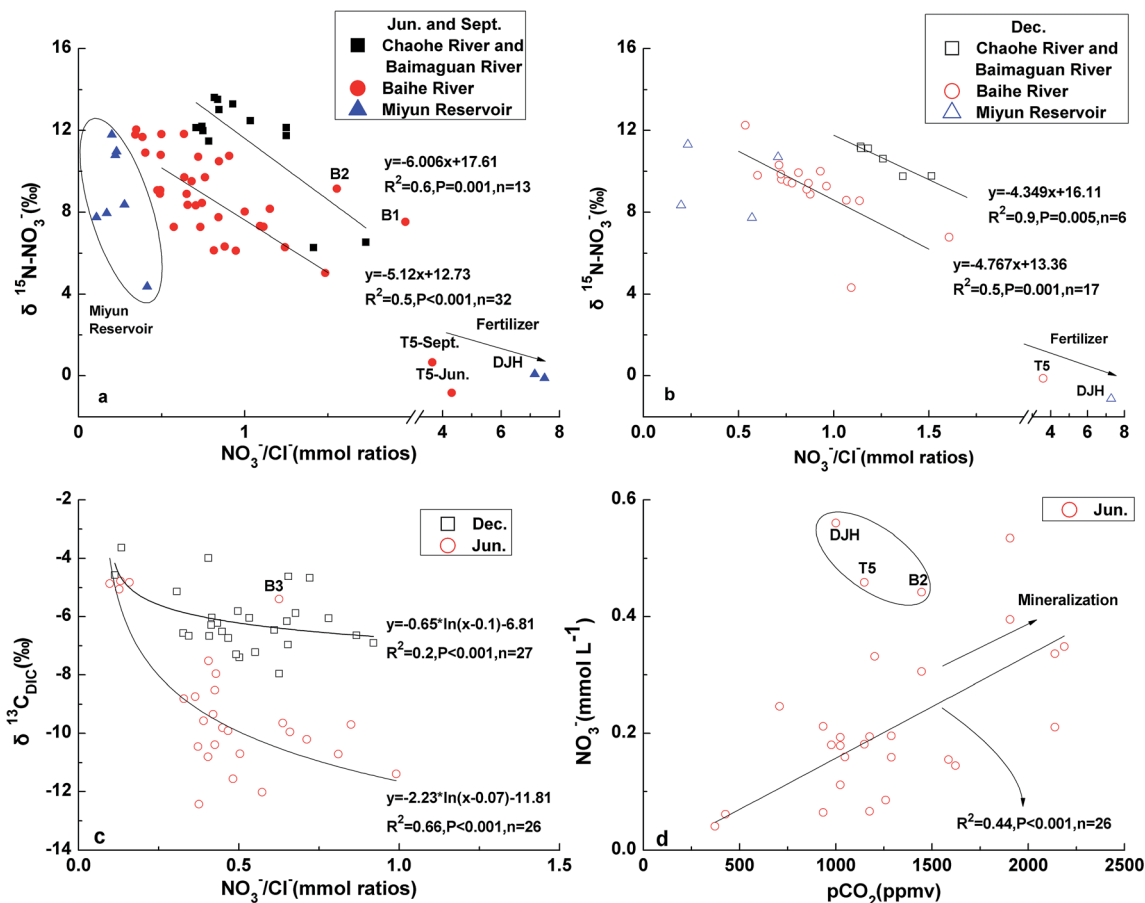 Jun. and Sept.
Chaohe River and
Baimaguan River
Baihe River
Miyun Reservoir
16
12
8
4
0
δ ¹⁵N-NO₃⁻(‰)
y=-6.006x+17.61
R²=0.6,P=0.001,n=13
B2
B1
y=-5.12x+12.73
R²=0.5,P<0.001,n=32
Miyun
Reservoir
Fertilizer
T5-Sept.
DJH
T5-Jun.
a
0 1 4 6 8
NO₃⁻/Cl⁻(mmol ratios)
Dec.
Chaohe River and
Baimaguan River
Baihe River
Miyun Reservoir
16
12
8
4
0
δ ¹⁵N-NO₃⁻(‰)
y=-4.349x+16.11
R²=0.9,P=0.005,n=6
y=-4.767x+13.36
R²=0.5,P=0.001,n=17
Fertilizer
T5
DJH
b
0.0 0.5 1.0 1.5 4 6 8
NO₃⁻/Cl⁻(mmol ratios)
-2
-4
-6
-8
-10
-12
-14
δ ¹³C_DIC(‰)
Dec.
Jun.
B3
y=-0.65*ln(x-0.1)-6.81
R²=0.2,P<0.001,n=27
y=-2.23*ln(x-0.07)-11.81
R²=0.66,P<0.001,n=26
c
0.0 0.5 1.0 1.5
NO₃⁻/Cl⁻(mmol ratios)
0.6
0.4
0.2
0.0
NO₃⁻(mmol L⁻¹)
Jun.
DJH
T5
B2
Mineralization
R²=0.44,P<0.001,n=26
d
0 500 1000 1500 2000 2500
pCO₂(ppmv)